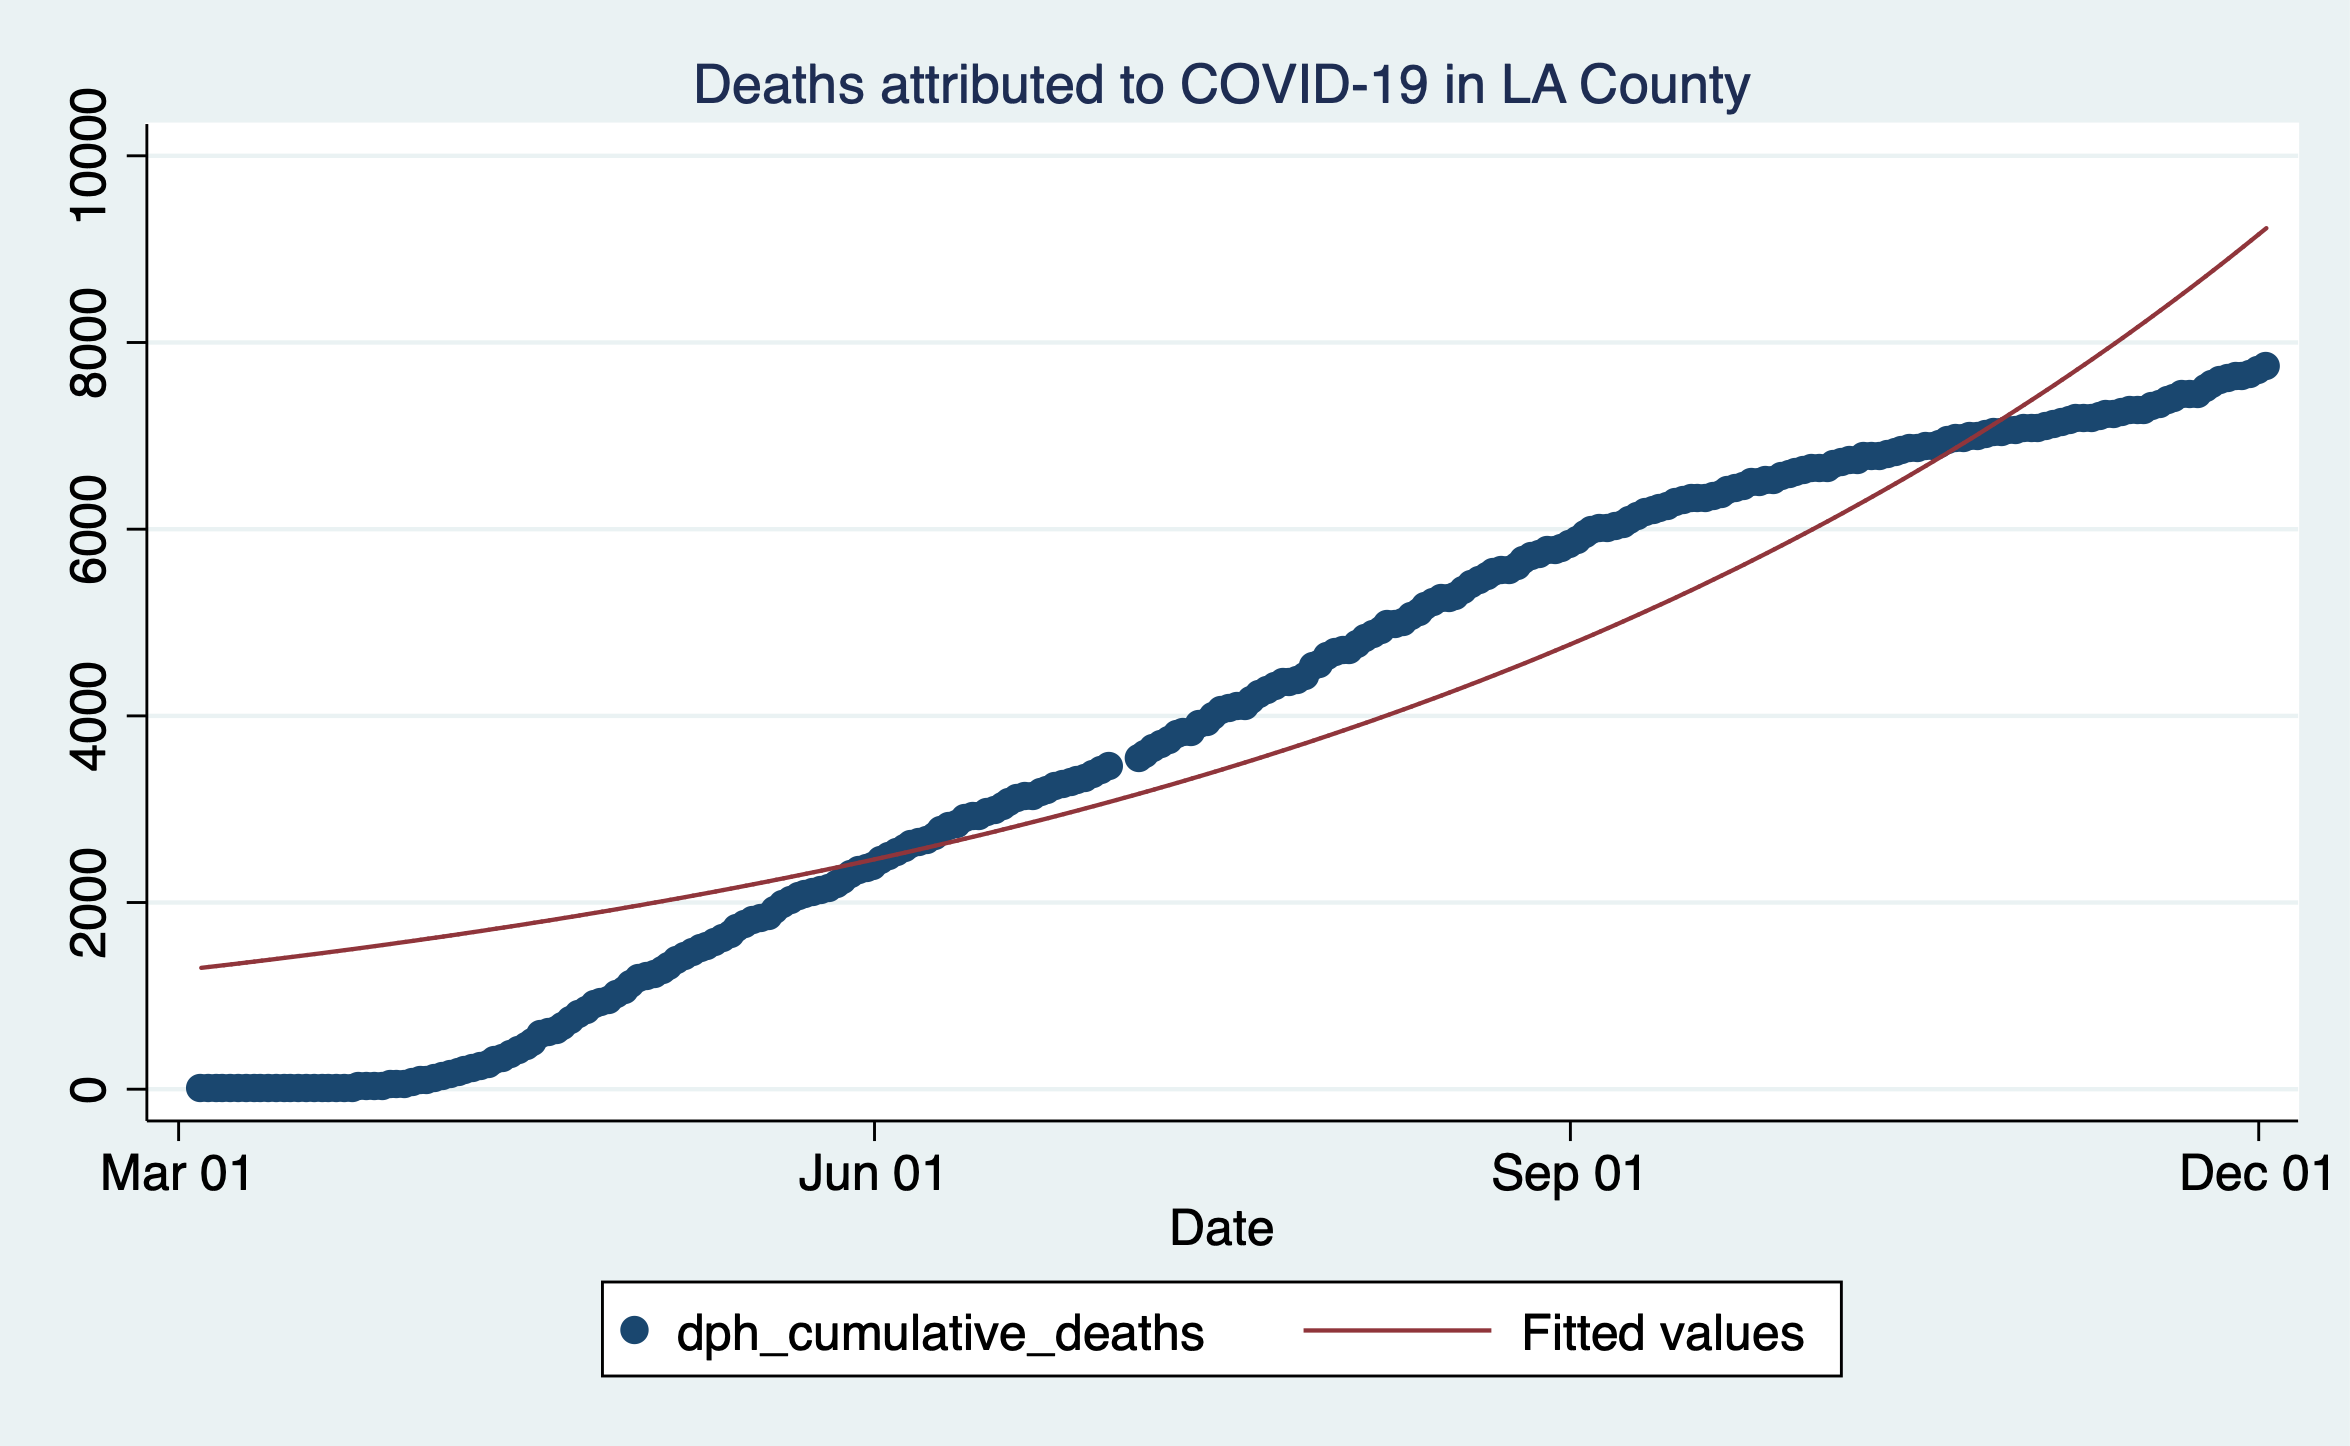 Deaths attributed to COVID-19 in LA County
10000
8000
6000
4000
2000
0
Mar 01 Jun 01 Sep 01 Dec 01
Date
dph_cumulative_deaths Fitted values